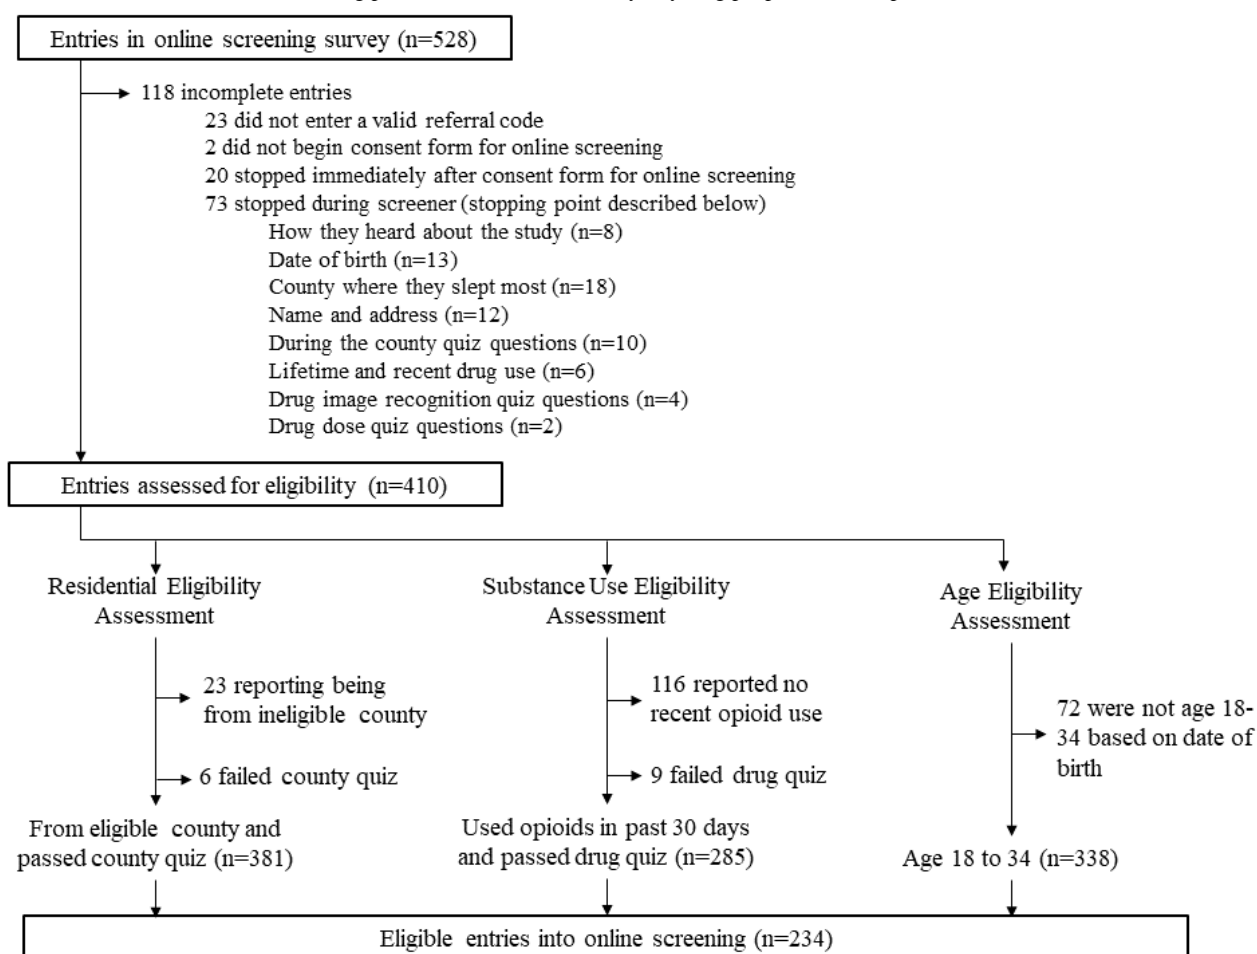 Entries in online screening survey (n=528)
118 incomplete entries
23 did not enter a valid referral code
2 did not begin consent form for online screening
20 stopped immediately after consent form for online screening
73 stopped during screener (stopping point described below)
How they heard about the study (n=8)
Date of birth (n=13)
County where they slept most (n=18)
Name and address (n=12)
During the county quiz questions (n=10)
Lifetime and recent drug use (n=6)
Drug image recognition quiz questions (n=4)
Drug dose quiz questions (n=2)
Entries assessed for eligibility (n=410)
Residential Eligibility
Assessment
23 reporting being
from ineligible county
6 failed county quiz
From eligible county and
passed county quiz (n=381)
Substance Use Eligibility
Assessment
116 reported no
recent opioid use
9 failed drug quiz
Used opioids in past 30 days
and passed drug quiz (n=285)
Age Eligibility
Assessment
72 were not age 18-
34 based on date of
birth
Age 18 to 34 (n=338)
Eligible entries into online screening (n=234)